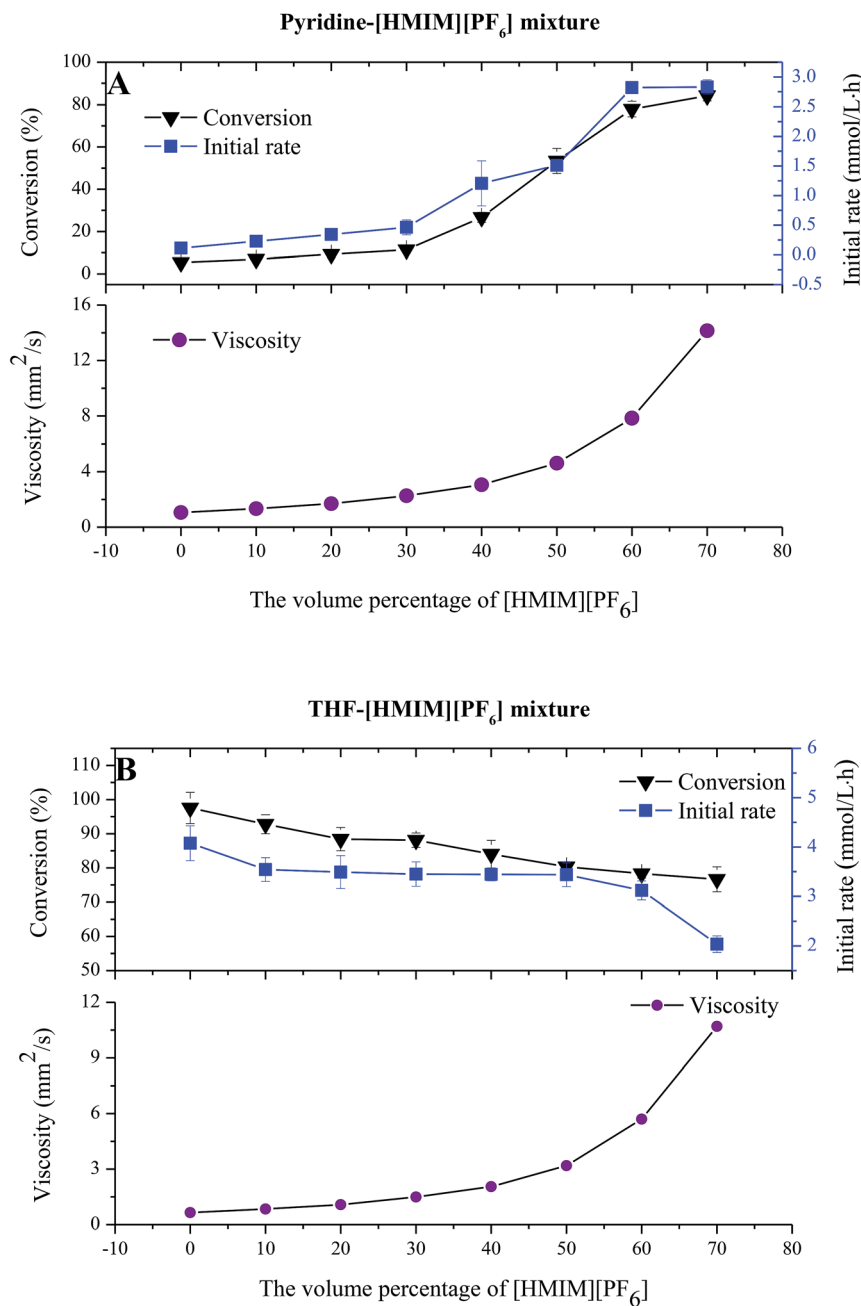 Pyridine-[HMIM][PF6] mixture
A
Conversion
Initial rate
Conversion (%)
100
80
60
40
20
0
Initial rate (mmol/L·h)
3.0
2.5
2.0
1.5
1.0
0.5
0.0
-0.5
Viscosity
Viscosity (mm2/s)
16
12
8
4
0
-10 0 10 20 30 40 50 60 70 80
The volume percentage of [HMIM][PF6]
THF-[HMIM][PF6] mixture
B
Conversion
Initial rate
Conversion (%)
110
100
90
80
70
60
50
Initial rate (mmol/L·h)
6
5
4
3
2
Viscosity
Viscosity (mm2/s)
12
9
6
3
0
-10 0 10 20 30 40 50 60 70 80
The volume percentage of [HMIM][PF6]